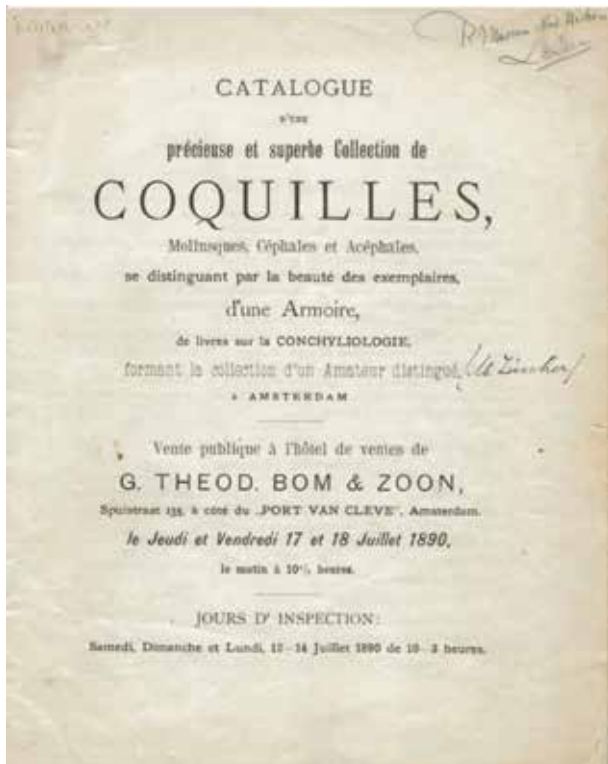 CATALOGUE
D'UNE
précieuse et superbe Collection de
COQUILLES,
Mollusques, Céphales et Acéphales,
se distinguant par la beauté des exemplaires,
d'une Armoire,
de livres sur la CONCHYLIOLOGIE,
formant la collection d'un Amateur distingué,
à AMSTERDAM
Vente publique à l'hôtel de ventes de
G. THEOD. BOM & ZOON,
Spuistraat 135, à côté du „PORT VAN CLEVE", Amsterdam.
le Jeudi et Vendredi 17 et 18 Juillet 1890,
le matin à 10½ heures.
JOURS D' INSPECTION:
Samedi, Dimanche et Lundi, 12–14 Juillet 1890 de 10–3 heures.